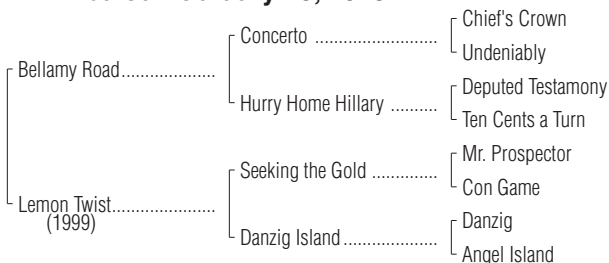 Chief's Crown
Concerto ........................
Undeniably
Bellamy Road...................
Deputed Testamony
Hurry Home Hillary ..........
Ten Cents a Turn
Mr. Prospector
Seeking the Gold ..............
Con Game
Lemon Twist.....................
(1999)
Danzig
Danzig Island...................
Angel Island